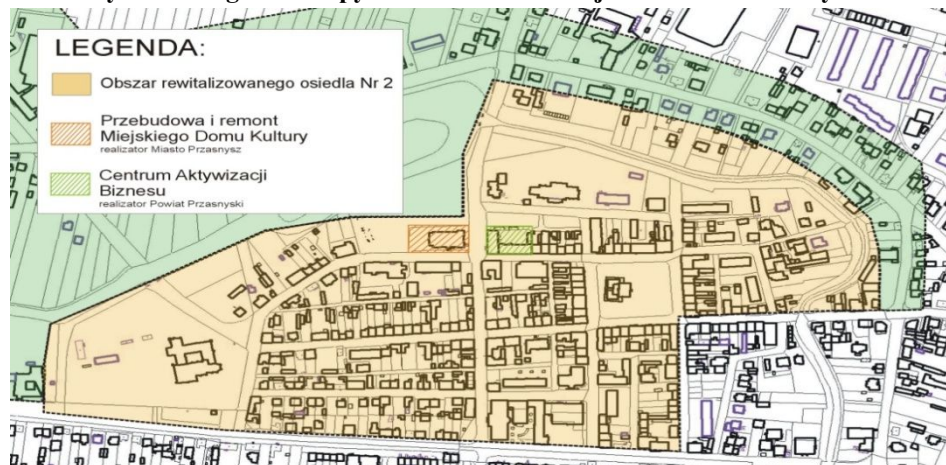 LEGENDA:
Obszar rewitalizowanego osiedla Nr 2
Przebudowa i remont
Miejskiego Domu Kultury
realizator Miasto Przasnysz
Centrum Aktywizacji
Biznesu
realizator Powiat Przasnyski